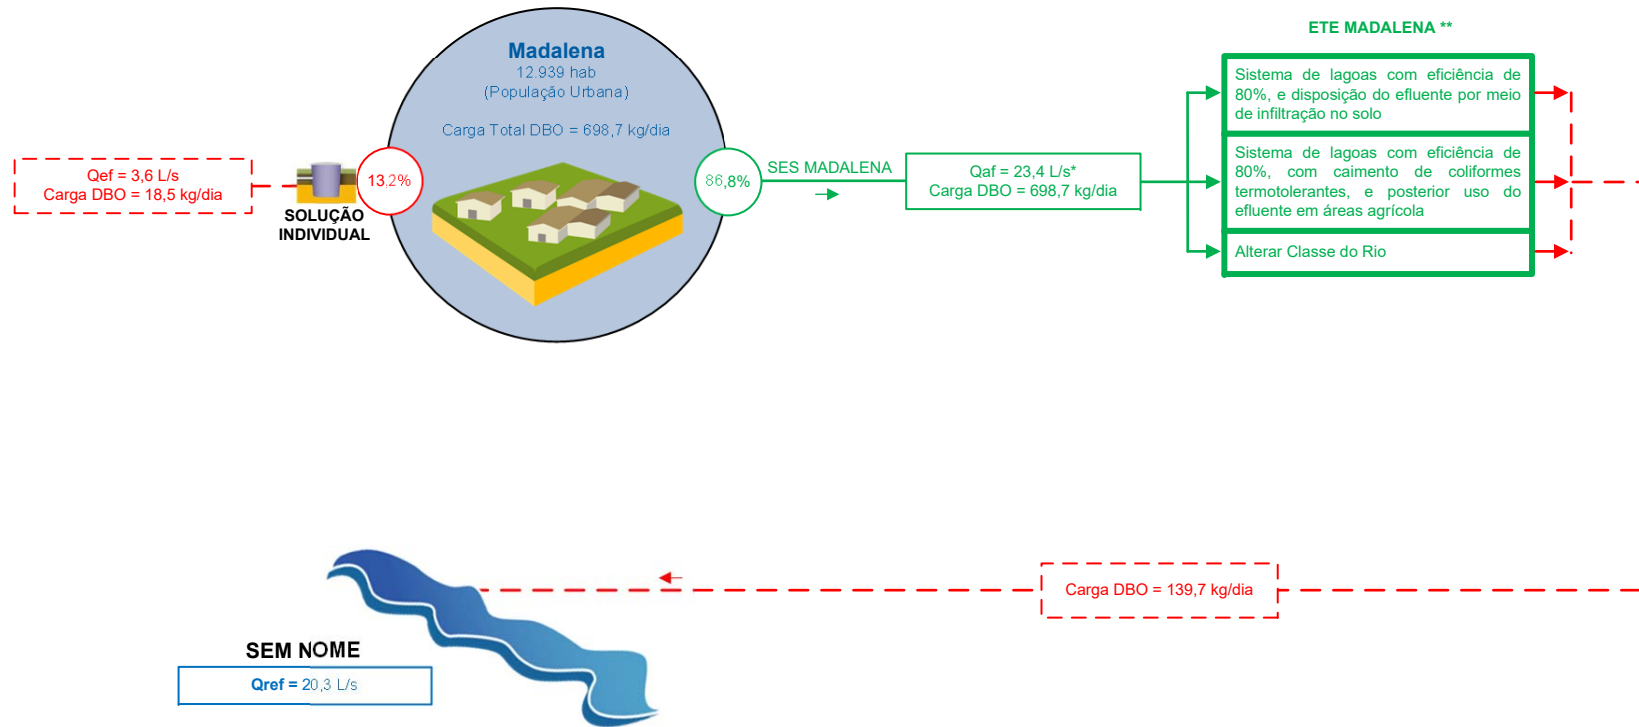 ETE MADALENA **
Madalena
12.939 hab
(População Urbana)
Carga Total DBO = 698,7 kg/dia
Sistema de lagoas com eficiência de
80%, e disposição do efluente por meio
de infiltração no solo
Qef = 3,6 L/s
Carga DBO = 18,5 kg/dia
13,2%
SOLUÇÃO
INDIVIDUAL
86,8%
SES MADALENA
Qaf = 23,4 L/s*
Carga DBO = 698,7 kg/dia
Sistema de lagoas com eficiência de
80%, com caimento de coliformes
termotolerantes, e posterior uso do
efluente em áreas agrícola
Alterar Classe do Rio
Carga DBO = 139,7 kg/dia
SEM NOME
Qref = 20,3 L/s